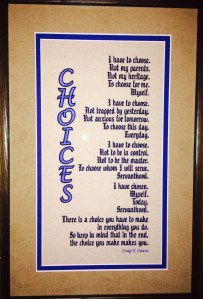 CHOICES
I have to choose.
Not my parents.
Not my heritage.
To choose for me.
Myself.
I have to choose.
Not trapped by yesterday.
Not anxious for tomorrow.
To choose this day.
Everyday.
I have to choose.
Not to be in control.
Not to be the master.
To choose whom I will serve.
Servanthood.
I have chosen.
Myself.
Today.
Servanthood.
There is a choice you have to make
in everything you do.
So keep in mind that in the end,
the choice you make makes you.
Craig T.